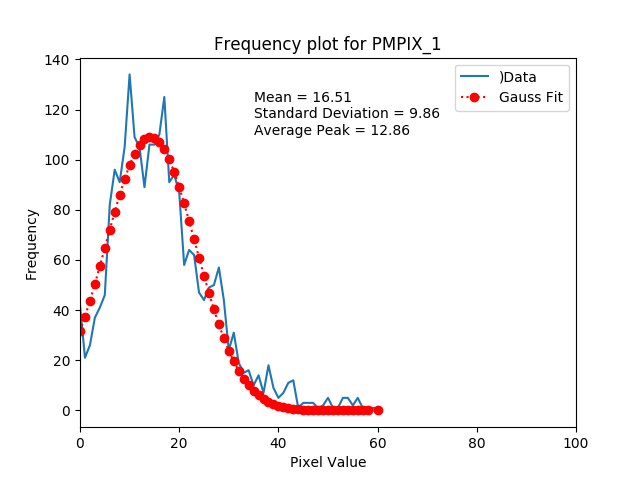 Frequency plot for PMPIX_1
)Data
Gauss Fit
Mean = 16.51
Standard Deviation = 9.86
Average Peak = 12.86
Frequency
140
120
100
80
60
40
20
0
0 20 40 60 80 100
Pixel Value